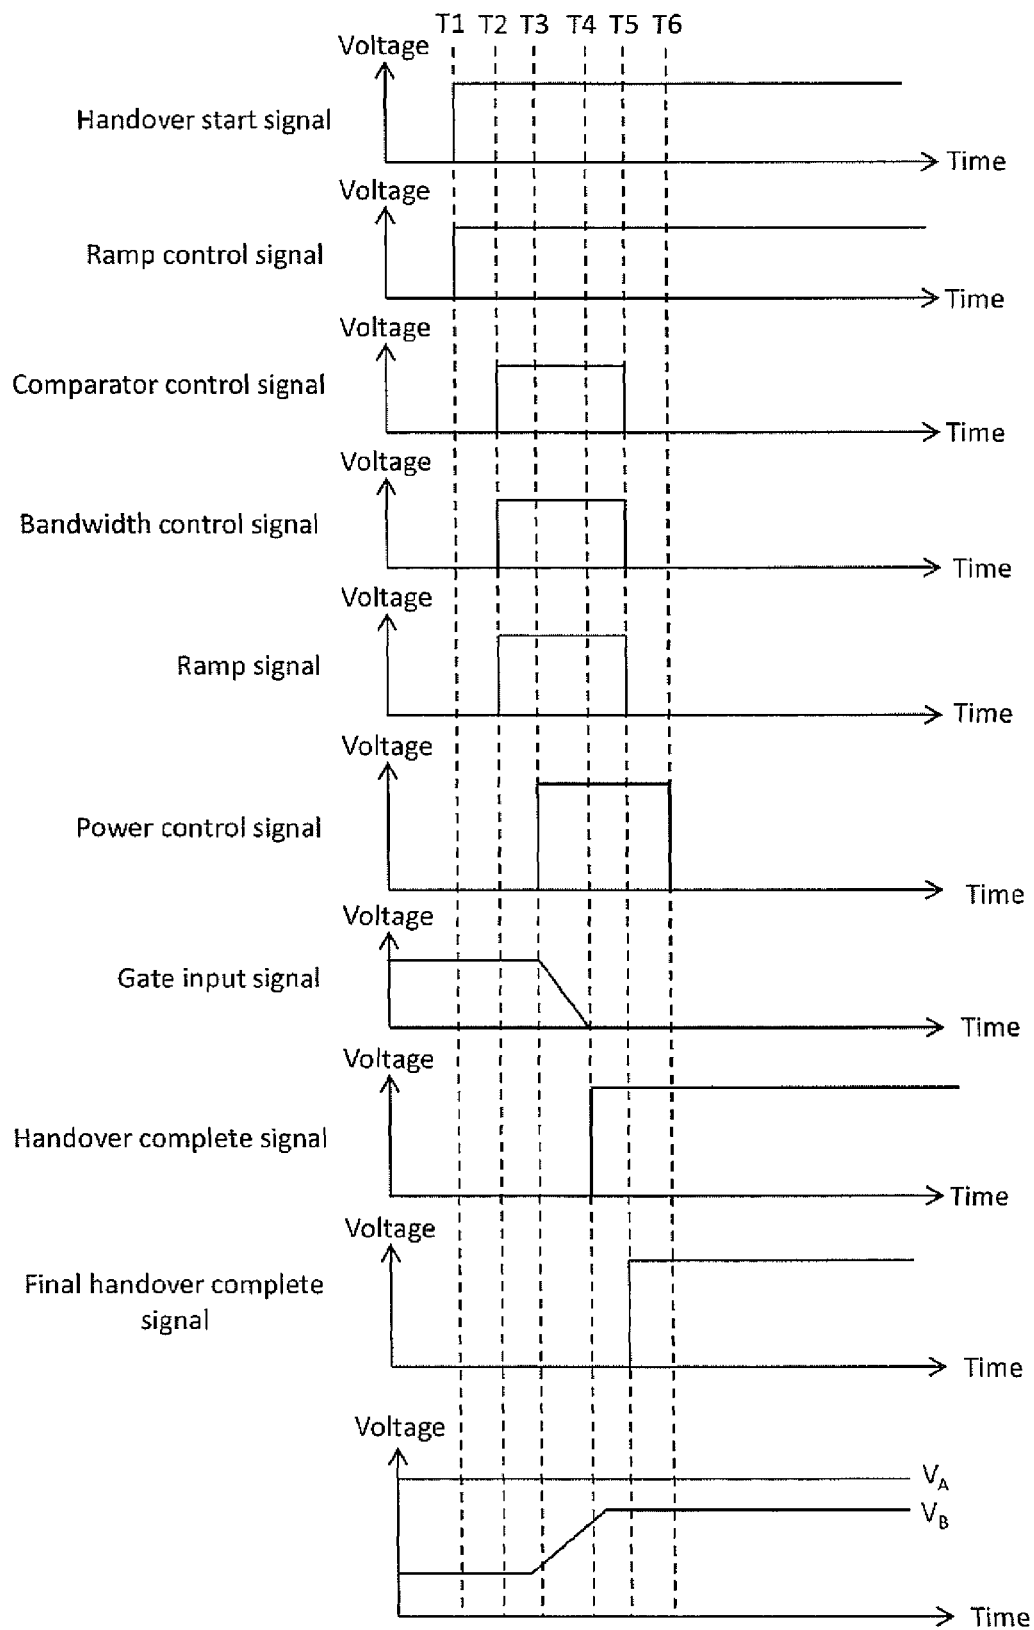 T1 T2 T3 T4 T5 T6
Voltage
Handover start signal
Time
Voltage
Ramp control signal
Time
Voltage
Comparator control signal
Time
Voltage
Bandwidth control signal
Time
Voltage
Ramp signal
Time
Voltage
Power control signal
Time
Voltage
Gate input signal
Time
Voltage
Handover complete signal
Time
Voltage
Final handover complete
signal
Time
Voltage
VA
VB
Time